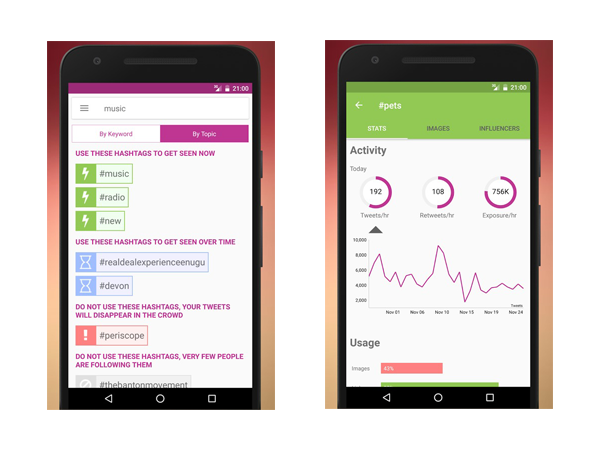 21:00
music
By Keyword
By Topic
USE THESE HASHTAGS TO GET SEEN NOW
#music
#radio
#new
USE THESE HASHTAGS TO GET SEEN OVER TIME
#realdealexperienceenugu
#devon
DO NOT USE THESE HASHTAGS, YOUR TWEETS
WILL DISAPPEAR IN THE CROWD
#periscope
DO NOT USE THESE HASHTAGS, VERY FEW PEOPLE
ARE FOLLOWING THEM
#thebantonmovement
21:00
#pets
STATS IMAGES INFLUENCERS
Activity
Today
192 108 756K
Tweets/hr Retweets/hr Exposure/hr
10,000
8,000
6,000
4,000
2,000
Tweets
Nov 01 Nov 06 Nov 10 Nov 15 Nov 19 Nov 24
Usage
Images 43%